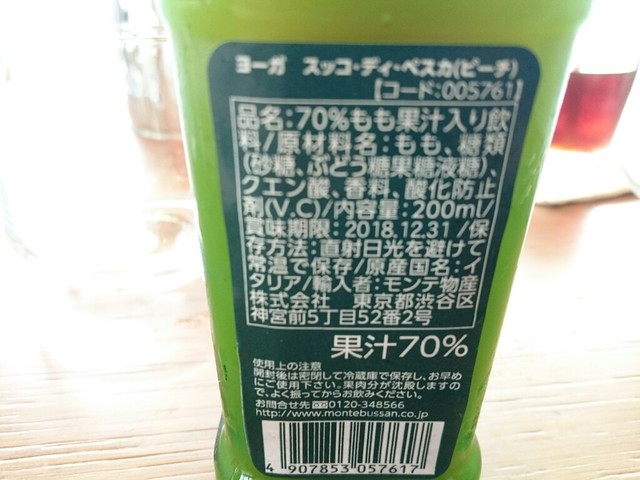 ヨーガ スッコ・ディ・ペスカ(ピーチ)
[コード:005761]
品名:70%もも果汁入り飲
料/原材料名:もも、糖類
(砂糖、ぶどう糖果糖液糖)、
クエン酸、香料、酸化防止
剤(V.C)/内容量:200ml/
賞味期限:2018.12.31/保
存方法:直射日光を避けて
常温で保存/原産国名:イ
タリア/輸入者:モンテ物産
株式会社 東京都渋谷区
神宮前5丁目52番2号
果汁70%
使用上の注意
開封後は密閉して冷蔵庫で保存し、お早め
にご使用下さい。果肉分が沈殿しますの
で、よく振ってからお飲みください。
お問合せ先 0120-348566
http://www.montebussan.co.jp
4 907853 057617